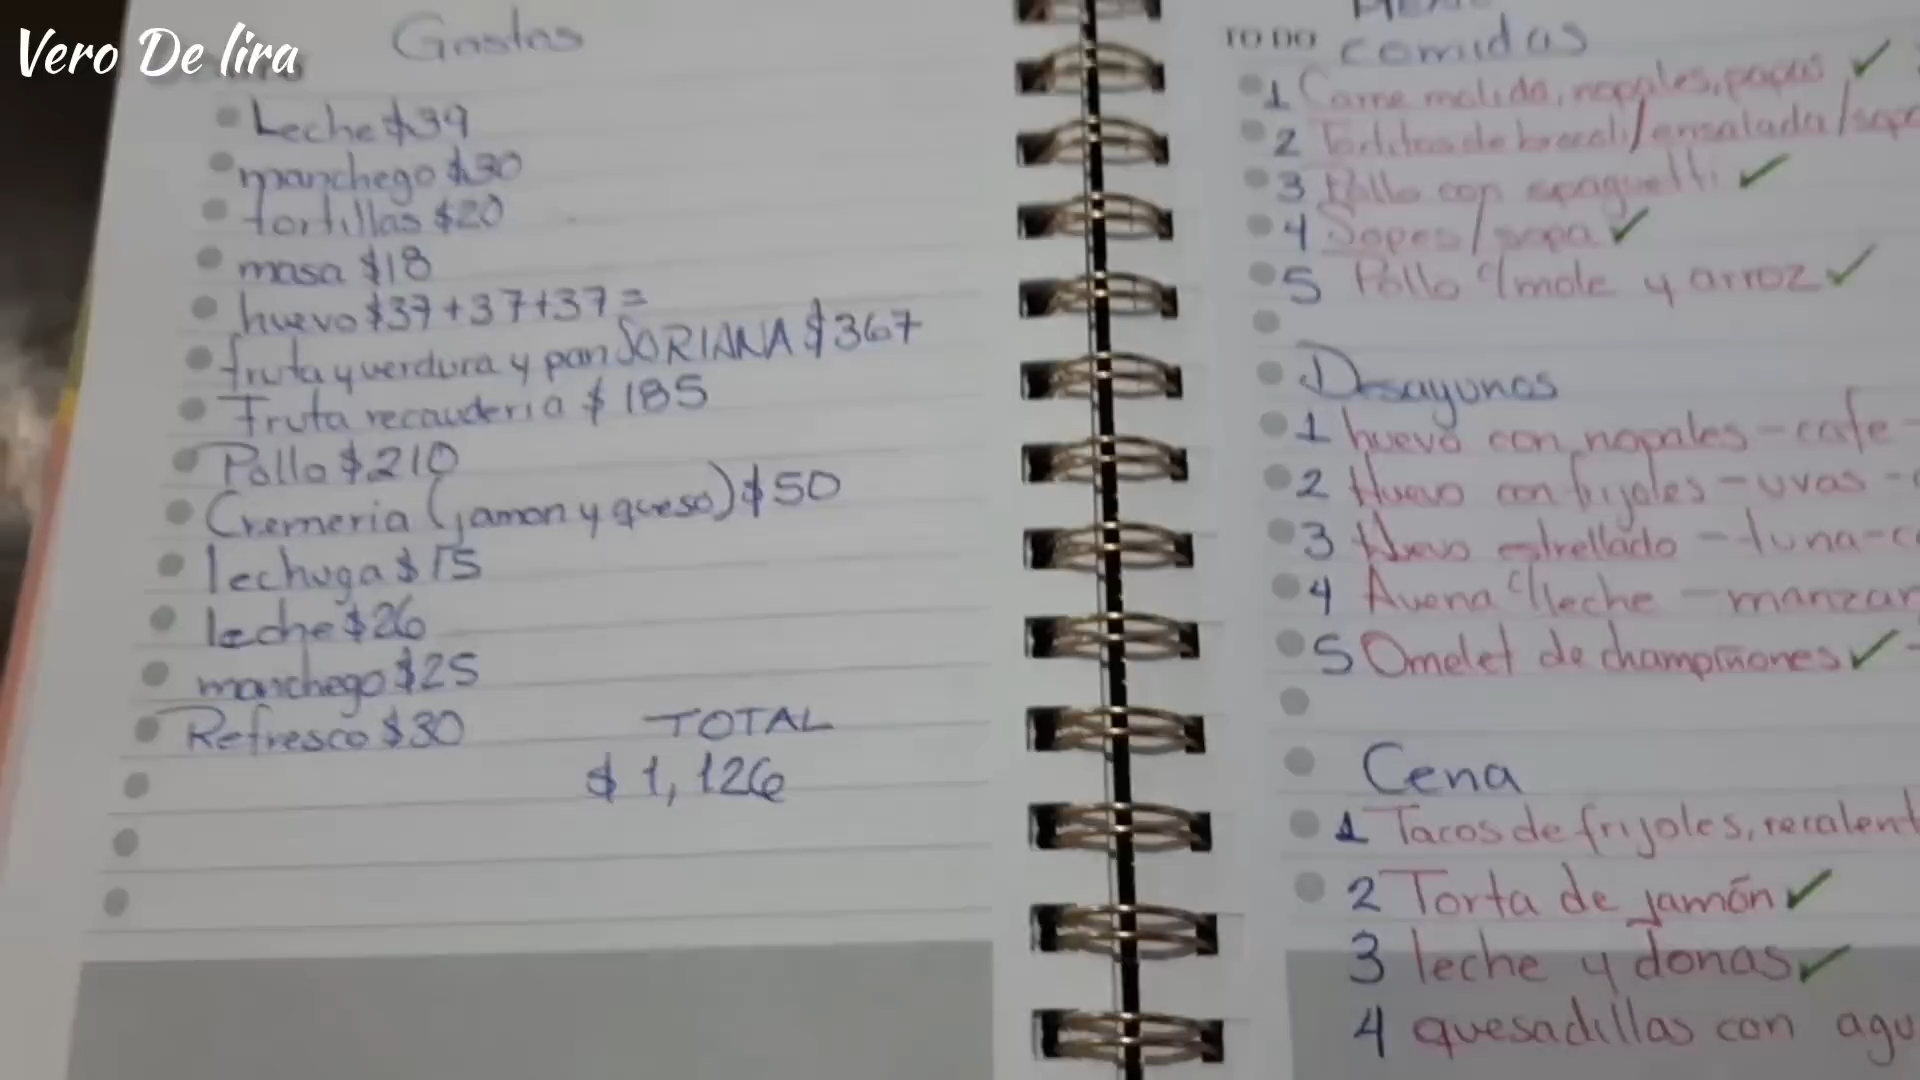 Vero De lira
Gastos
Leche $39
manchego $30
tortillas $20
masa $18
huevo $37+37+37=
fruta y verdura y pan SORIANA $367
Fruta recauderia $ 185
Pollo $210
Cremeria (jamon y queso) $50
lechuga $15
leche $26
manchego $25
Refresco $30
TOTAL
$ 1,126
TO DO
comidas
1 Carne molida, nopales, papas ✓
2 Tortitas de brocoli/ensalada/sopa
3 Pollo con spaguetti ✓
4 Sopes/sopa ✓
5 Pollo c/mole y arroz ✓
Desayunos
1 huevo con nopales - cafe -
2 Huevo con frijoles - uvas -
3 Huevo estrellado - tuna -
4 Avena c/leche - manzan
5 Omelet de champiñones ✓ -
Cena
1 Tacos de frijoles, recalent
2 Torta de jamón ✓
3 leche y donas ✓
4 quesadillas con agu